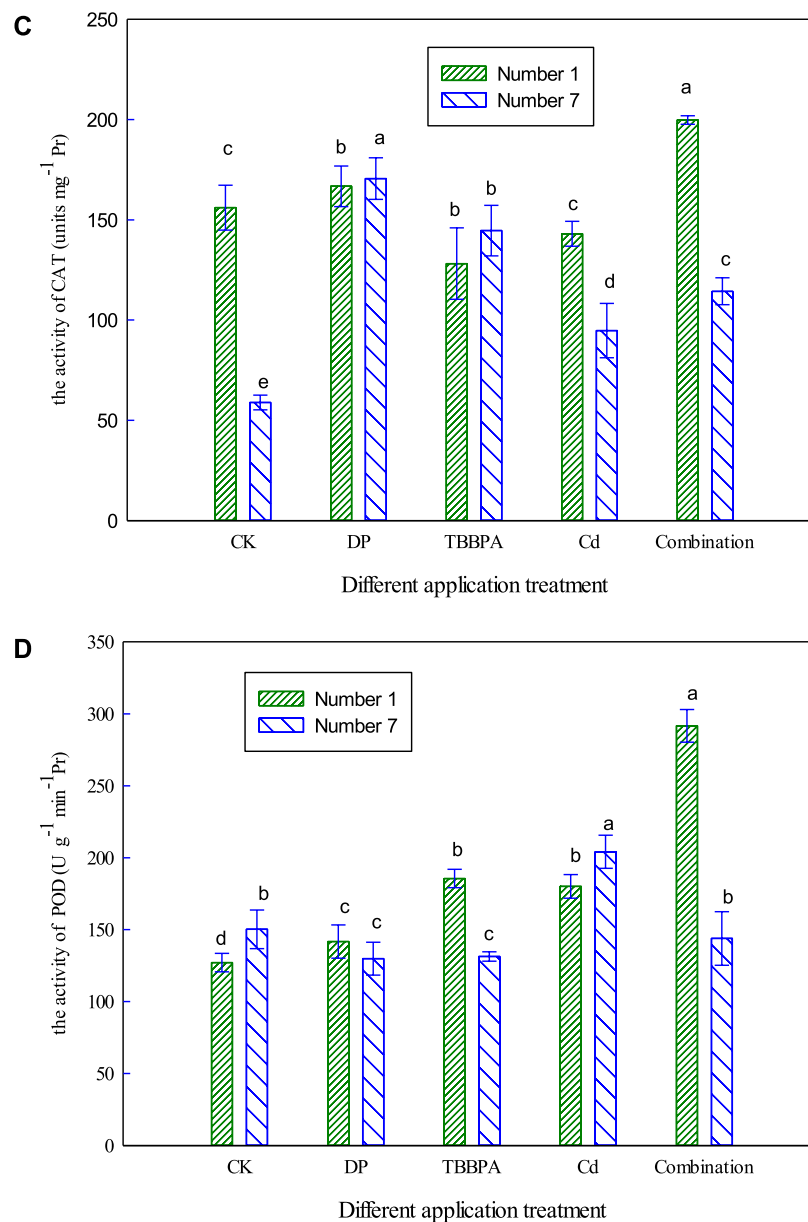 C
250
200
150
100
50
0
the activity of CAT (units mg-1 Pr)
Number 1
Number 7
c
e
b
a
b
b
c
d
a
c
CK DP TBBPA Cd Combination
Different application treatment
D
350
300
250
200
150
100
50
0
the activity of POD (U g-1 min-1Pr)
Number 1
Number 7
d
b
c
c
b
c
b
a
a
b
CK DP TBBPA Cd Combination
Different application treatment